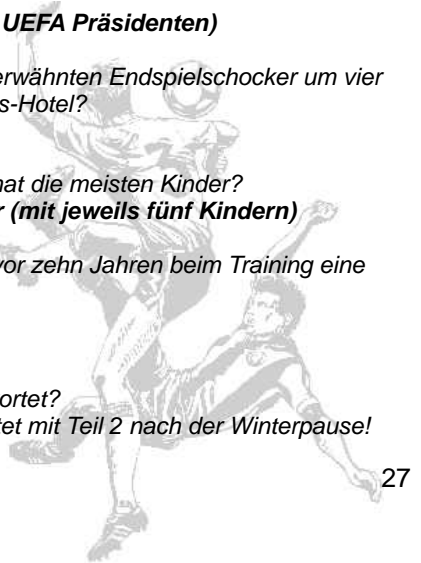 UEFA Präsidenten)
erwähnten Endspielschocker um vier
s-Hotel?
hat die meisten Kinder?
r (mit jeweils fünf Kindern)
vor zehn Jahren beim Training eine
ortet?
tet mit Teil 2 nach der Winterpause!
27